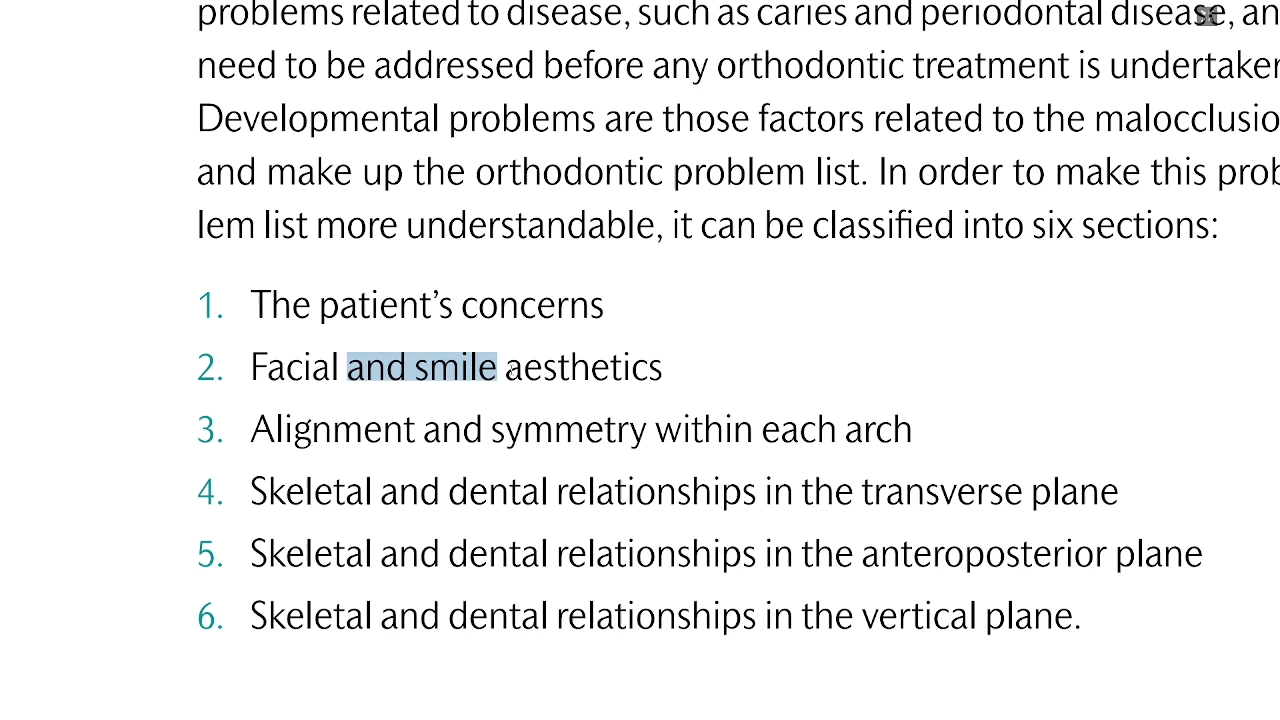 problems related to disease, such as caries and periodontal disease, an
need to be addressed before any orthodontic treatment is undertaken
Developmental problems are those factors related to the malocclusio
and make up the orthodontic problem list. In order to make this prob
lem list more understandable, it can be classified into six sections:
1. The patient’s concerns
2. Facial and smile aesthetics
3. Alignment and symmetry within each arch
4. Skeletal and dental relationships in the transverse plane
5. Skeletal and dental relationships in the anteroposterior plane
6. Skeletal and dental relationships in the vertical plane.